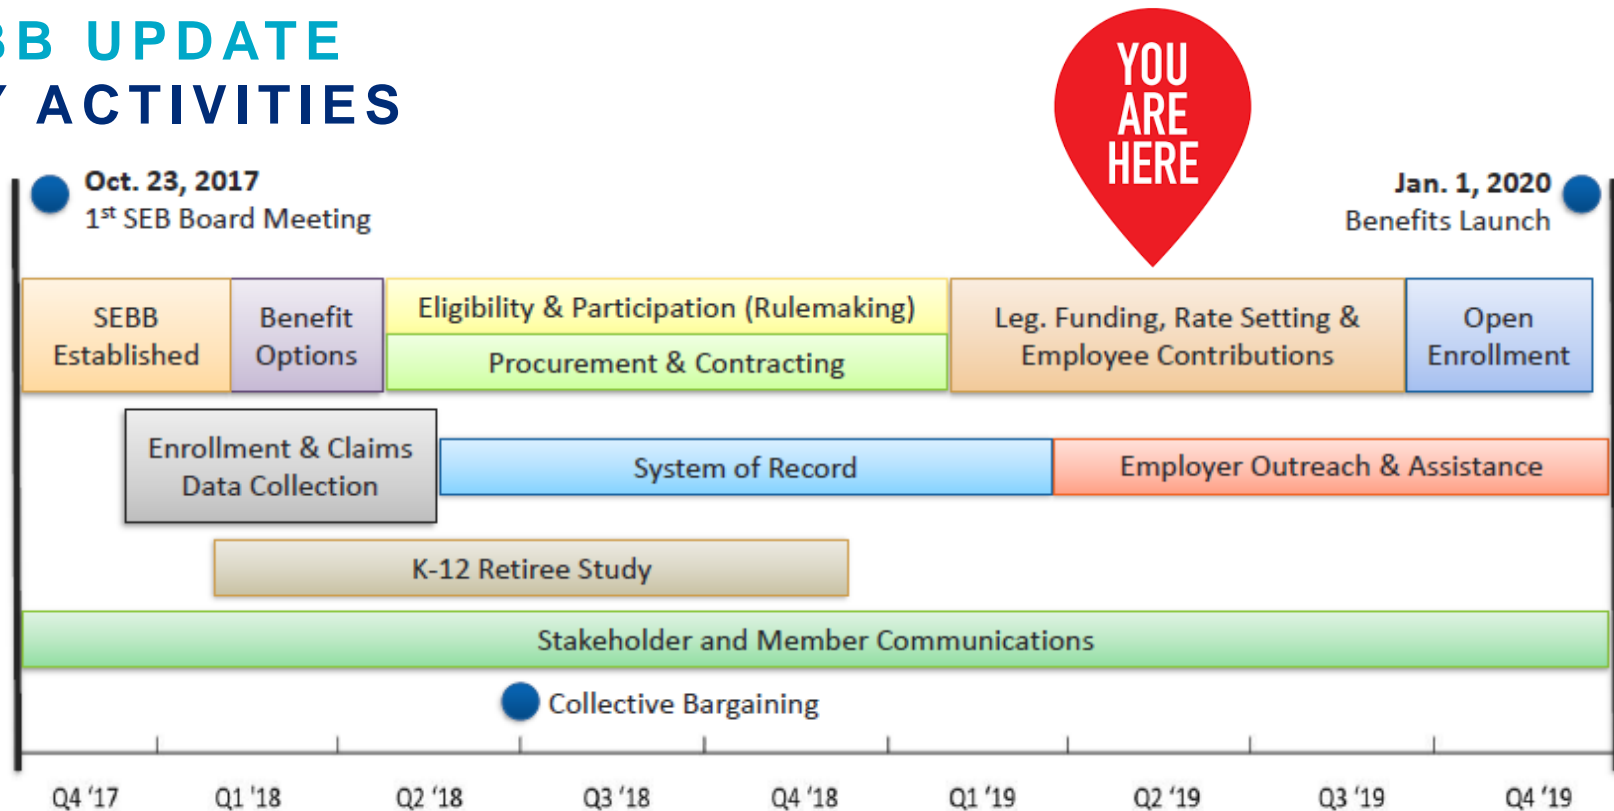 BB UPDATE
Y ACTIVITIES
YOU
ARE
HERE
Oct. 23, 2017
1st SEB Board Meeting
Jan. 1, 2020
Benefits Launch
SEBB
Established
Benefit
Options
Eligibility & Participation (Rulemaking)
Procurement & Contracting
Leg. Funding, Rate Setting &
Employee Contributions
Open
Enrollment
Enrollment & Claims
Data Collection
System of Record
Employer Outreach & Assistance
K-12 Retiree Study
Stakeholder and Member Communications
Collective Bargaining
Q4 '17 Q1 '18 Q2 '18 Q3 '18 Q4 '18 Q1 '19 Q2 '19 Q3 '19 Q4 '19